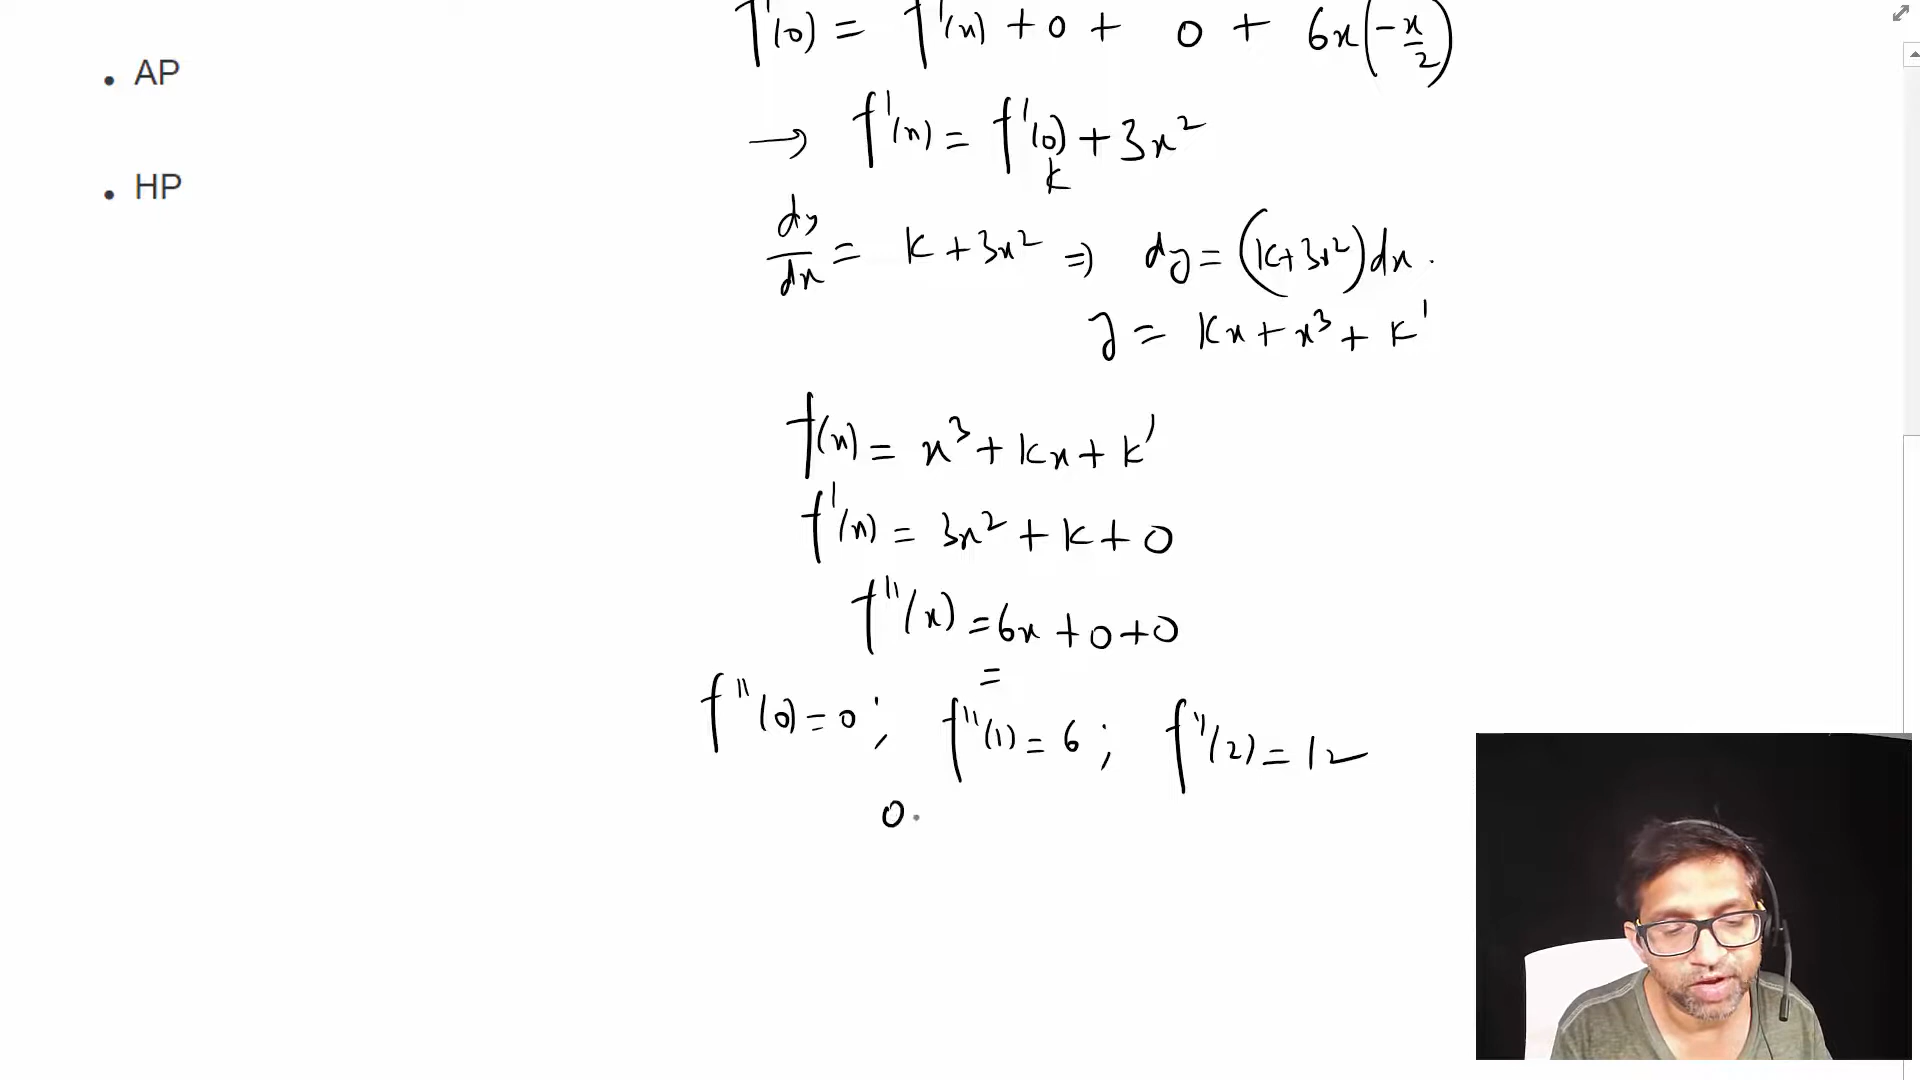 f'(0) = f'(x) + 0 + 0 + 6x(-x/2)
• AP
→ f'(x) = f'(0) + 3x²
k
• HP
dy/dx = k + 3x² ⇒ dy = (k+3x²)dx.
y = kx + x³ + k'
f(x) = x³ + kx + k'
f'(x) = 3x² + k + 0
f''(x) = 6x + 0 + 0
=
f''(0) = 0 ; f''(1) = 6 ; f''(2) = 12
0